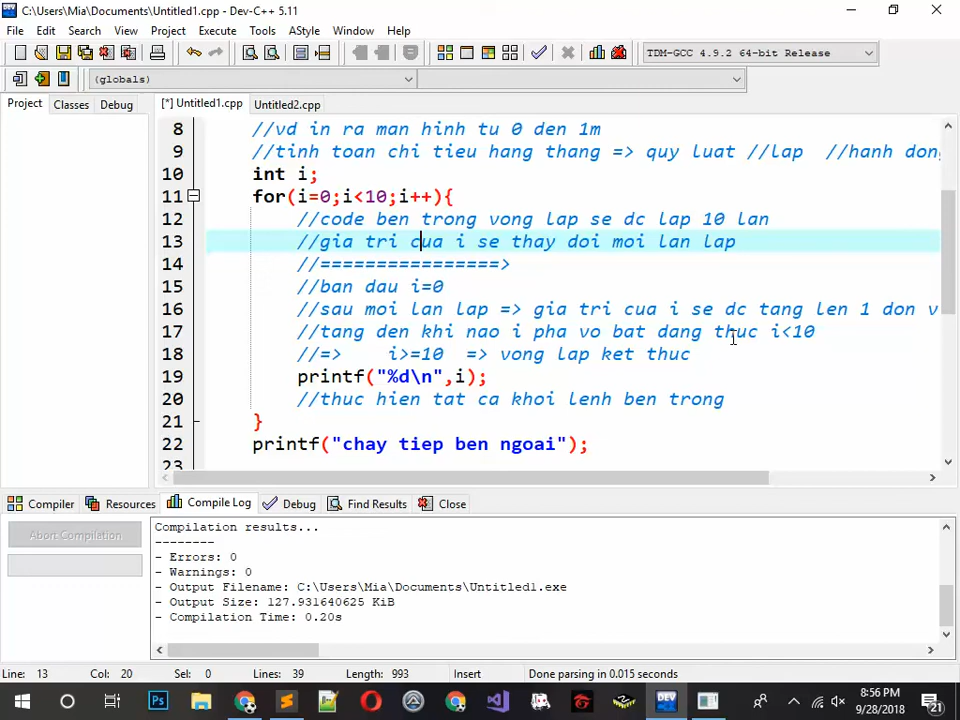 C:\Users\Mia\Documents\Untitled1.cpp - Dev-C++ 5.11
File Edit Search View Project Execute Tools AStyle Window Help
TDM-GCC 4.9.2 64-bit Release
(globals)
Project Classes Debug [*] Untitled1.cpp Untitled2.cpp
8 //vd in ra man hinh tu 0 den 1m
9 //tinh toan chi tieu hang thang => quy luat //lap //hanh dong
10 int i;
11 for(i=0;i<10;i++){
12 //code ben trong vong lap se dc lap 10 lan
13 //gia tri cua i se thay doi moi lan lap
14 //================>
15 //ban dau i=0
16 //sau moi lan lap => gia tri cua i se dc tang len 1 don v
17 //tang den khi nao i pha vo bat dang thuc i<10
18 //=> i>=10 => vong lap ket thuc
19 printf("%d\n",i);
20 //thuc hien tat ca khoi lenh ben trong
21 }
22 printf("chay tiep ben ngoai");
23
Compiler Resources Compile Log Debug Find Results Close
Abort Compilation
Compilation results...
--------
- Errors: 0
- Warnings: 0
- Output Filename: C:\Users\Mia\Documents\Untitled1.exe
- Output Size: 127.931640625 KiB
- Compilation Time: 0.20s
Line: 13 Col: 20 Sel: 0 Lines: 39 Length: 993 Insert Done parsing in 0.015 seconds
Ps
DEV
8:56 PM
9/28/2018
21